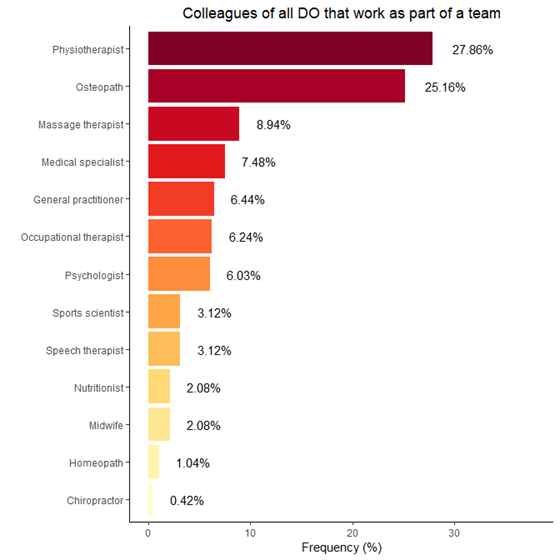 Colleagues of all DO that work as part of a team
Physiotherapist 27.86%
Osteopath 25.16%
Massage therapist 8.94%
Medical specialist 7.48%
General practitioner 6.44%
Occupational therapist 6.24%
Psychologist 6.03%
Sports scientist 3.12%
Speech therapist 3.12%
Nutritionist 2.08%
Midwife 2.08%
Homeopath 1.04%
Chiropractor 0.42%
0 10 20 30
Frequency (%)